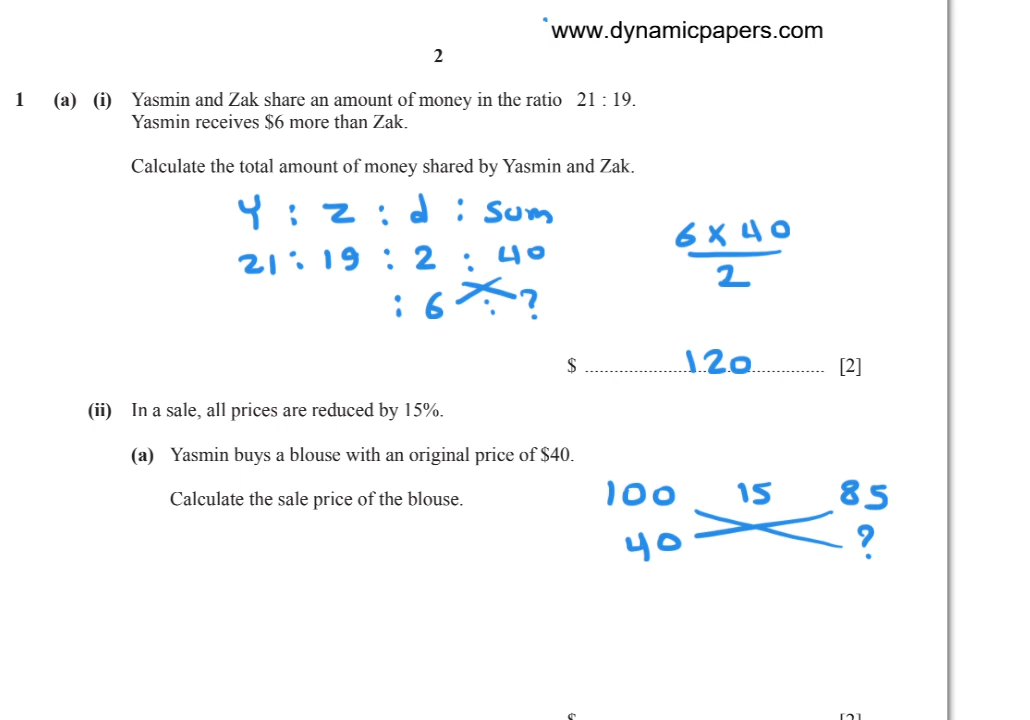 www.dynamicpapers.com
2
1 (a) (i) Yasmin and Zak share an amount of money in the ratio 21 : 19.
Yasmin receives $6 more than Zak.
Calculate the total amount of money shared by Yasmin and Zak.
Y : Z : d : Sum
21 : 19 : 2 : 40
: 6 : ?
6 x 40
2
$ 120 [2]
(ii) In a sale, all prices are reduced by 15%.
(a) Yasmin buys a blouse with an original price of $40.
Calculate the sale price of the blouse.
100 15 85
40 ?